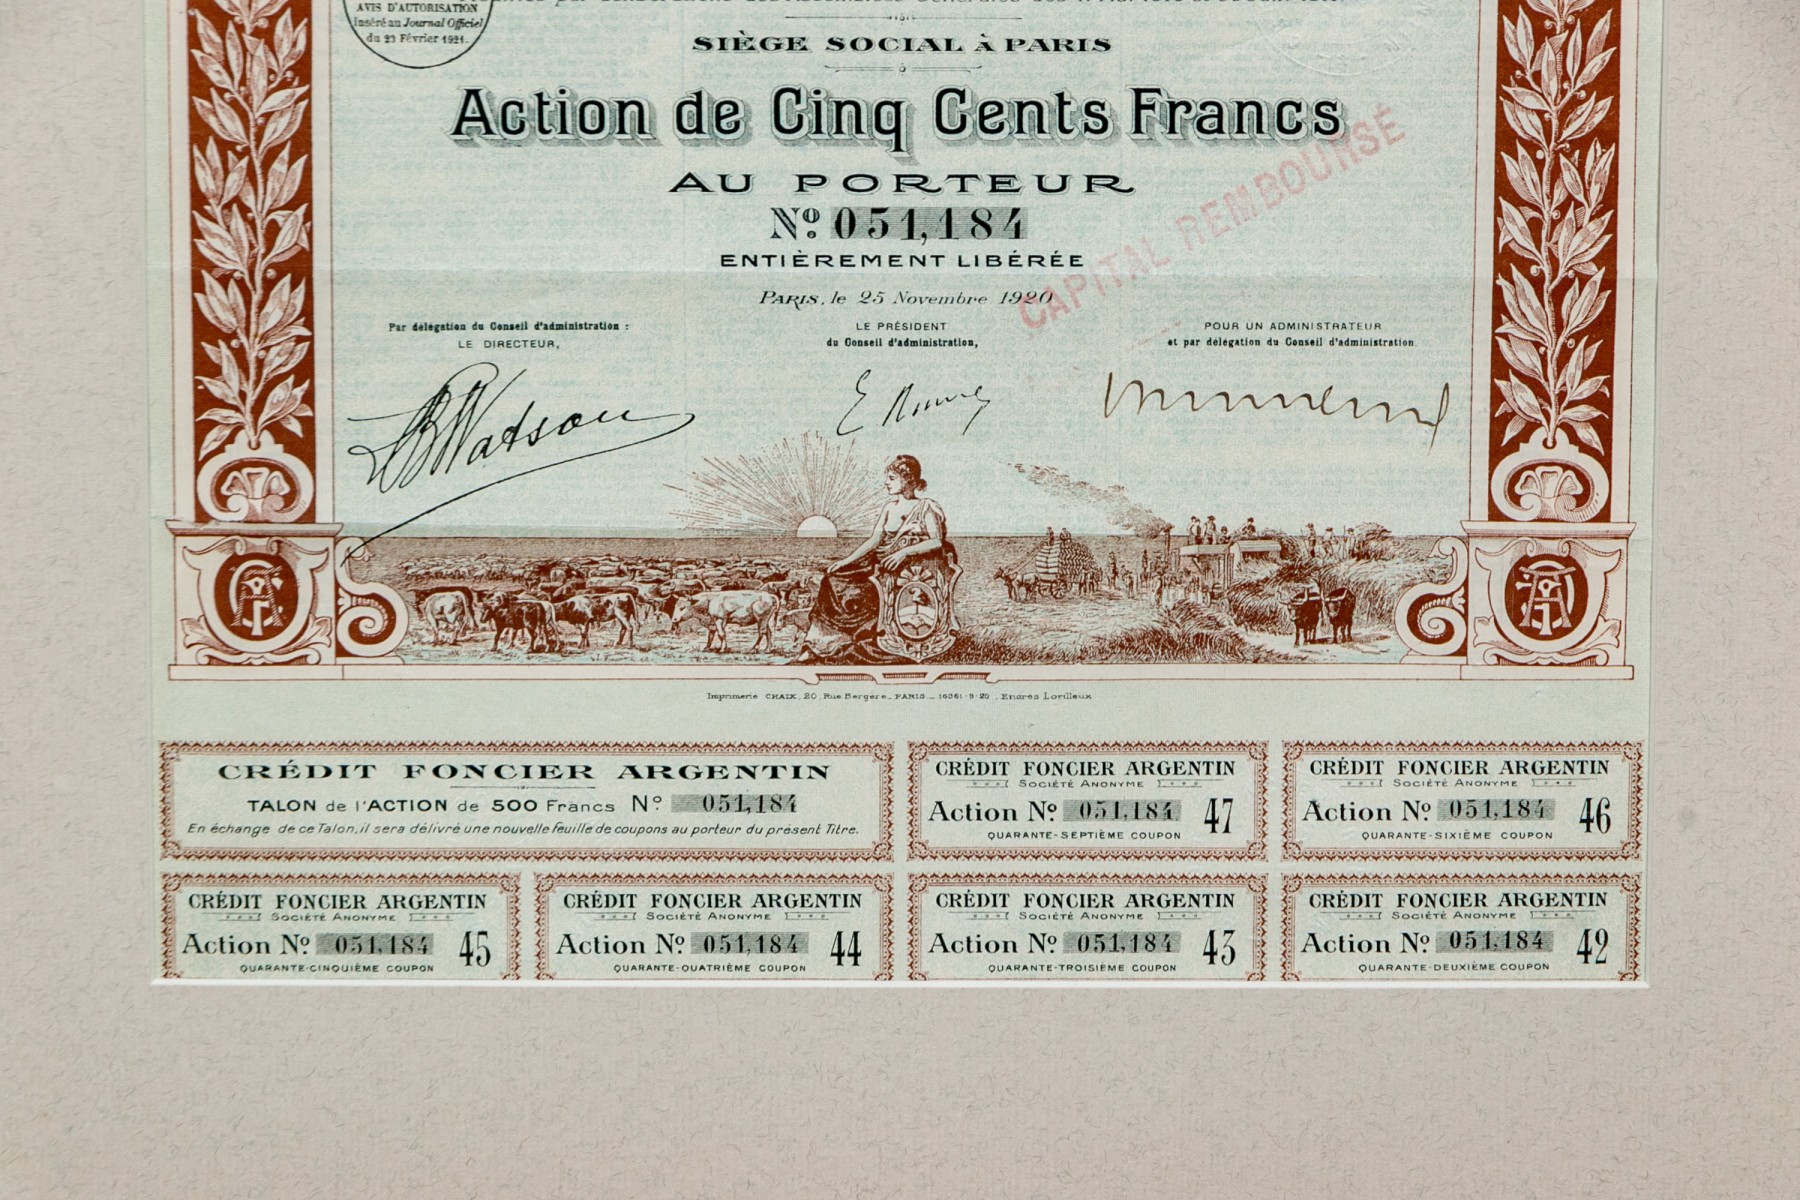 AVIS D'AUTORISATION
inséré au Journal Officiel
du 23 Février 1921.
SIÈGE SOCIAL À PARIS
Action de Cinq Cents Francs
AU PORTEUR
Nº 051,184
ENTIÈREMENT LIBÉRÉE
CAPITAL REMBOURSÉ
PARIS, le 25 Novembre 1920
Par délégation du Conseil d'administration :
LE DIRECTEUR,
LE PRÉSIDENT
du Conseil d'administration,
POUR UN ADMINISTRATEUR
et par délégation du Conseil d'administration
Watson
Imprimerie CHAIX, 20, Rue Bergère_PARIS_16361-9-20_Encres Lorilleux
CRÉDIT FONCIER ARGENTIN
TALON de l'ACTION de 500 Francs Nº 051,184
En échange de ce Talon, il sera délivré une nouvelle feuille de coupons au porteur du présent Titre.
CRÉDIT FONCIER ARGENTIN
SOCIÉTÉ ANONYME
Action Nº 051,184 47
QUARANTE-SEPTIÈME COUPON
CRÉDIT FONCIER ARGENTIN
SOCIÉTÉ ANONYME
Action Nº 051,184 46
QUARANTE-SIXIÈME COUPON
CRÉDIT FONCIER ARGENTIN
SOCIÉTÉ ANONYME
Action Nº 051,184 45
QUARANTE-CINQUIÈME COUPON
CRÉDIT FONCIER ARGENTIN
SOCIÉTÉ ANONYME
Action Nº 051,184 44
QUARANTE-QUATRIÈME COUPON
CRÉDIT FONCIER ARGENTIN
SOCIÉTÉ ANONYME
Action Nº 051,184 43
QUARANTE-TROISIÈME COUPON
CRÉDIT FONCIER ARGENTIN
SOCIÉTÉ ANONYME
Action Nº 051,184 42
QUARANTE-DEUXIÈME COUPON